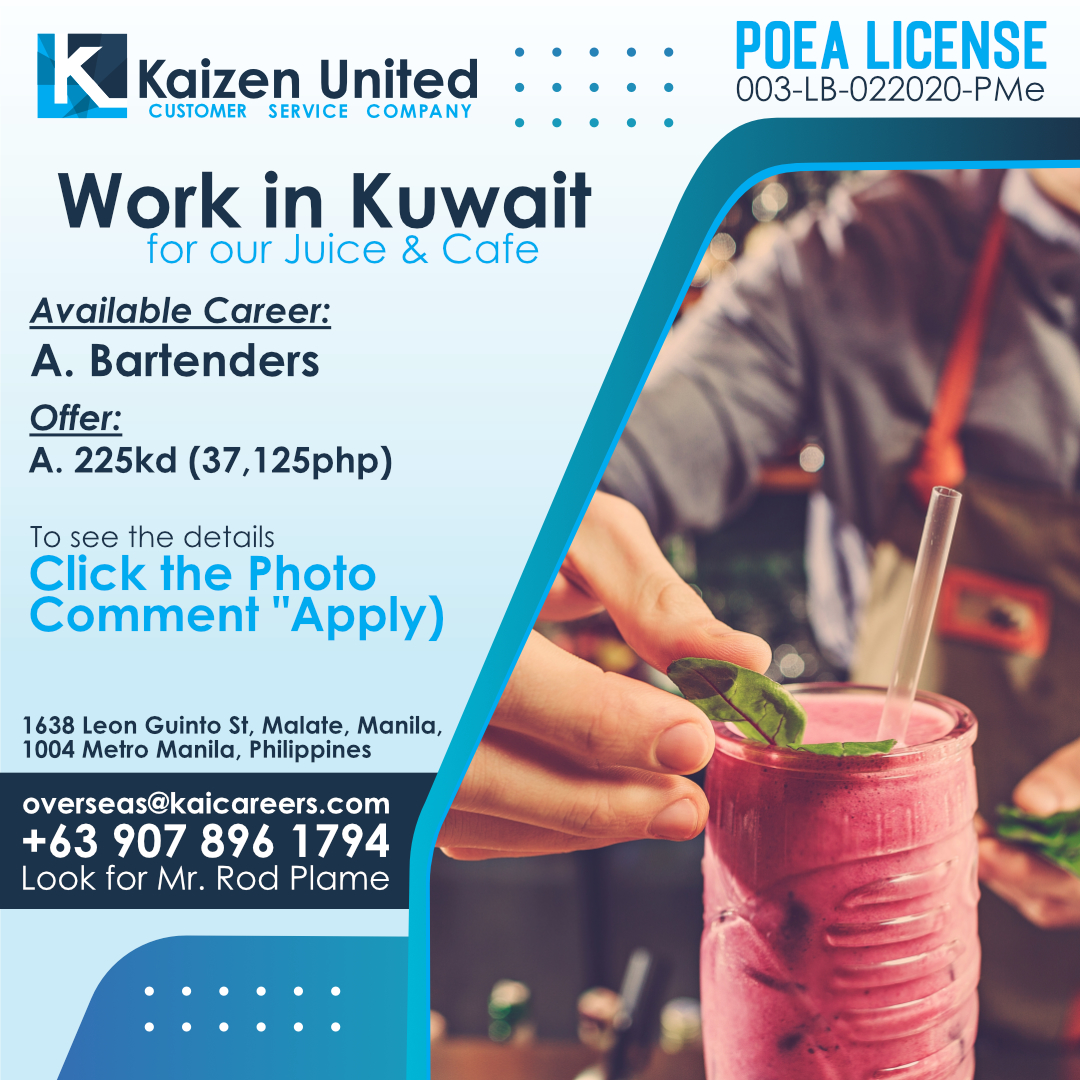 Kaizen United
CUSTOMER SERVICE COMPANY
POEA LICENSE
003-LB-022020-PMe
Work in Kuwait
for our Juice & Cafe
Available Career:
A. Bartenders
Offer:
A. 225kd (37,125php)
To see the details
Click the Photo
Comment "Apply)
1638 Leon Guinto St, Malate, Manila,
1004 Metro Manila, Philippines
overseas@kaicareers.com
+63 907 896 1794
Look for Mr. Rod Plame